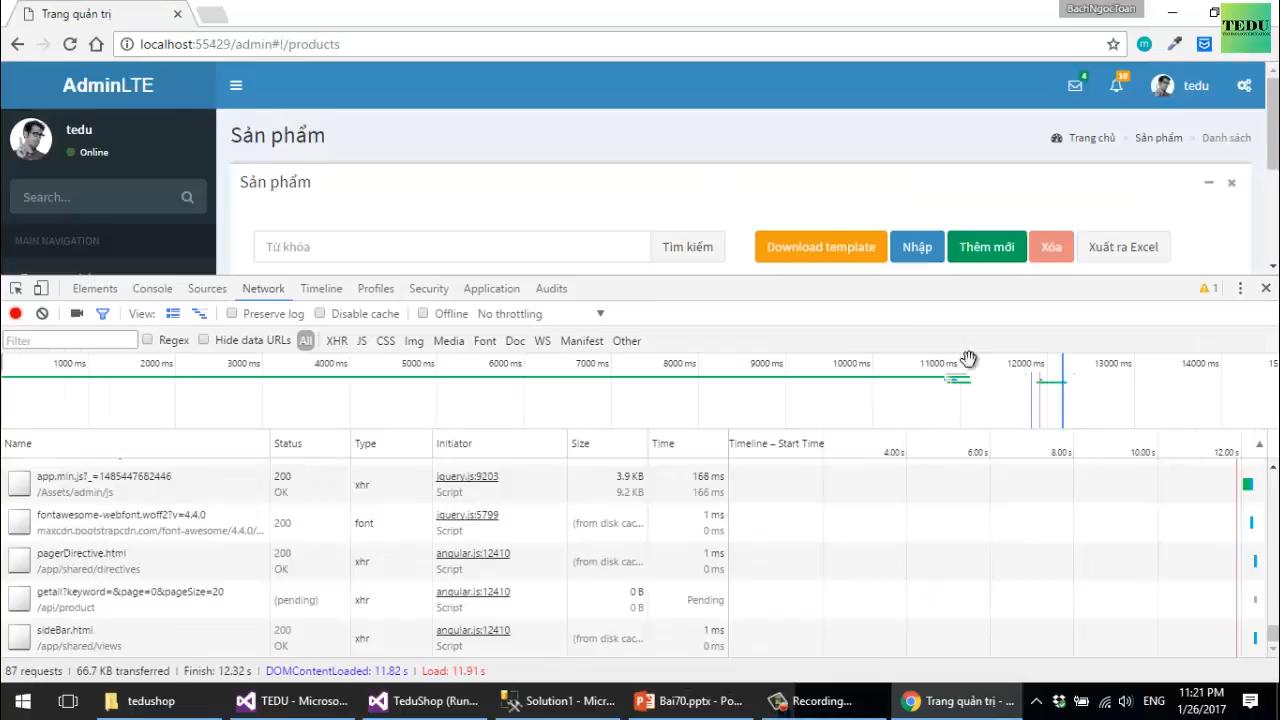 Trang quản trị
BachNgocToan
TEDU
localhost:55429/admin#!/products
AdminLTE
4
10
tedu
tedu
Online
Sản phẩm
Trang chủ > Sản phẩm > Danh sách
Search...
Sản phẩm
MAIN NAVIGATION
Từ khóa
Tìm kiếm
Download template
Nhập
Thêm mới
Xóa
Xuất ra Excel
Elements Console Sources Network Timeline Profiles Security Application Audits
1
View: Preserve log Disable cache Offline No throttling
Filter Regex Hide data URLs All XHR JS CSS Img Media Font Doc WS Manifest Other
1000 ms 2000 ms 3000 ms 4000 ms 5000 ms 6000 ms 7000 ms 8000 ms 9000 ms 10000 ms 11000 ms 12000 ms 13000 ms 14000 ms 15
Name Status Type Initiator Size Time Timeline – Start Time
4.00 s 6.00 s 8.00 s 10.00 s 12.00 s
app.min.js?_=1485447682446 200 xhr jquery.js:9203 3.9 KB 168 ms
/Assets/admin/js OK Script 9.2 KB 166 ms
fontawesome-webfont.woff2?v=4.4.0 200 font jquery.js:5799 (from disk cac... 1 ms
maxcdn.bootstrapcdn.com/font-awesome/4.4.0/... Script 0 ms
pagerDirective.html 200 xhr angular.js:12410 (from disk cac... 1 ms
/app/shared/directives OK Script 0 ms
getall?keyword=&page=0&pageSize=20 (pending) xhr angular.js:12410 0 B Pending
/api/product Script 0 B
sideBar.html 200 xhr angular.js:12410 (from disk cac... 1 ms
/app/shared/views OK Script 0 ms
87 requests | 66.7 KB transferred | Finish: 12.32 s | DOMContentLoaded: 11.82 s | Load: 11.91 s
tedushop
TEDU - Microso...
TeduShop (Run...
Solution1 - Micr...
Bai70.pptx - Po...
Recording...
Trang quản trị - ...
ENG
11:21 PM
1/26/2017